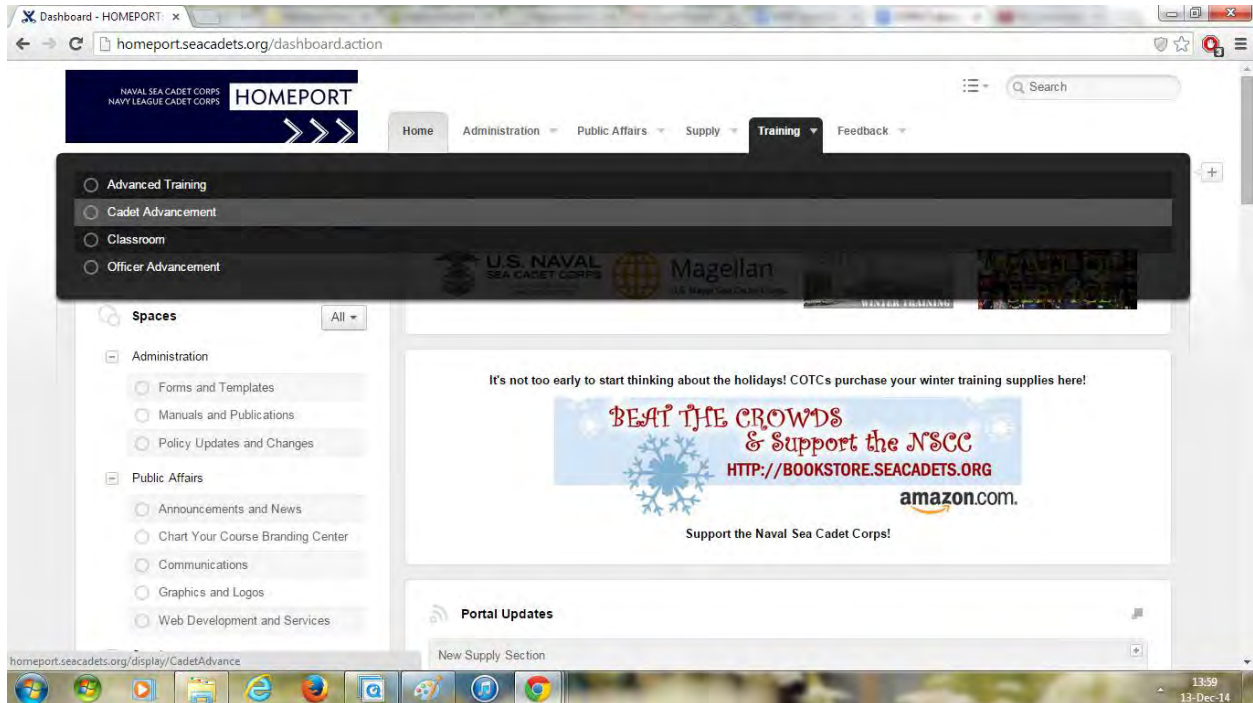 Dashboard - HOMEPORT: ×
homeport.seacadets.org/dashboard.action
NAVAL SEA CADET CORPS
NAVY LEAGUE CADET CORPS
HOMEPORT
Search
Home Administration Public Affairs Supply Training Feedback
Advanced Training
Cadet Advancement
Classroom
Officer Advancement
U.S. NAVAL
SEA CADET CORPS
Magellan
U.S. Naval Sea Cadet Corps
WINTER TRAINING
Spaces
All
Administration
Forms and Templates
Manuals and Publications
Policy Updates and Changes
Public Affairs
Announcements and News
Chart Your Course Branding Center
Communications
Graphics and Logos
Web Development and Services
It's not too early to start thinking about the holidays! COTCs purchase your winter training supplies here!
BEAT THE CROWDS
& Support the NSCC
HTTP://BOOKSTORE.SEACADETS.ORG
amazon.com.
Support the Naval Sea Cadet Corps!
Portal Updates
New Supply Section
homeport.seacadets.org/display/CadetAdvance
13:59
13-Dec-14